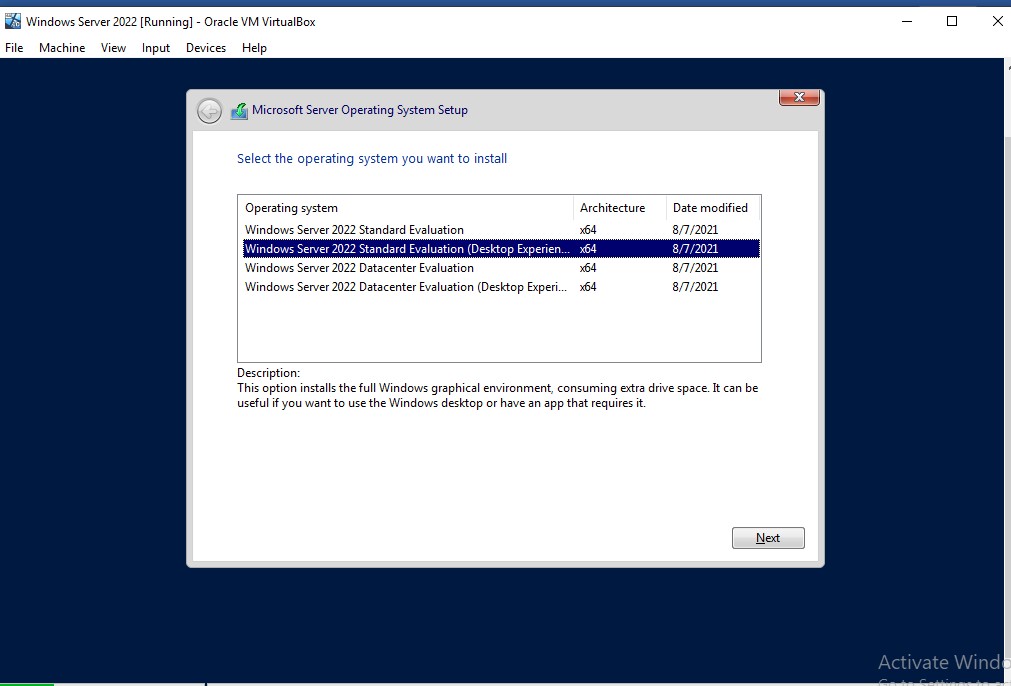 Windows Server 2022 [Running] - Oracle VM VirtualBox
File Machine View Input Devices Help
Microsoft Server Operating System Setup
Select the operating system you want to install
Operating system Architecture Date modified
Windows Server 2022 Standard Evaluation x64 8/7/2021
Windows Server 2022 Standard Evaluation (Desktop Experien... x64 8/7/2021
Windows Server 2022 Datacenter Evaluation x64 8/7/2021
Windows Server 2022 Datacenter Evaluation (Desktop Experi... x64 8/7/2021
Description:
This option installs the full Windows graphical environment, consuming extra drive space. It can be
useful if you want to use the Windows desktop or have an app that requires it.
Next
Activate Windo